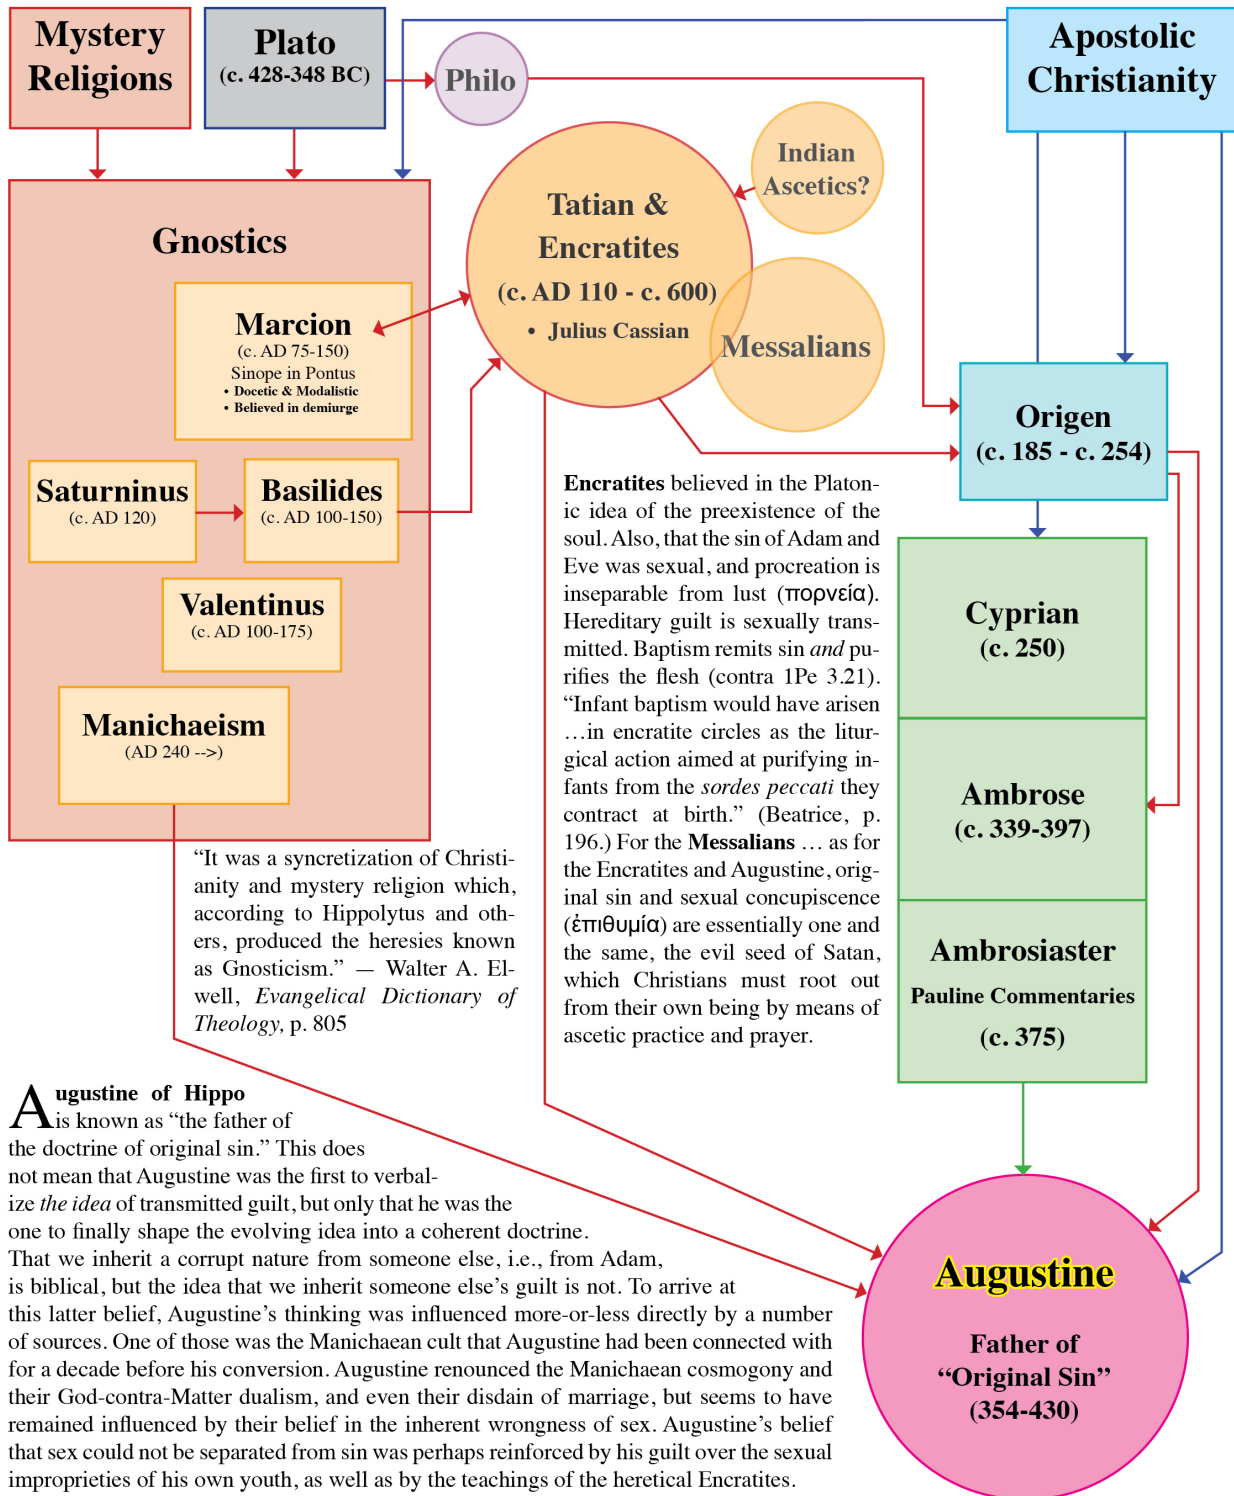 Mystery
Religions
Plato
(c. 428-348 BC)
Philo
Apostolic
Christianity
Indian
Ascetics?
Tatian &
Encratites
(c. AD 110 - c. 600)
• Julius Cassian
Messalians
Gnostics
Marcion
(c. AD 75-150)
Sinope in Pontus
• Docetic & Modalistic
• Believed in demiurge
Saturninus
(c. AD 120)
Basilides
(c. AD 100-150)
Valentinus
(c. AD 100-175)
Manichaeism
(AD 240 -->)
Origen
(c. 185 - c. 254)
Cyprian
(c. 250)
Ambrose
(c. 339-397)
Ambrosiaster
Pauline Commentaries
(c. 375)
Encratites believed in the Platon-
ic idea of the preexistence of the
soul. Also, that the sin of Adam and
Eve was sexual, and procreation is
inseparable from lust (πορνεία).
Hereditary guilt is sexually trans-
mitted. Baptism remits sin and pu-
rifies the flesh (contra 1Pe 3.21).
“Infant baptism would have arisen
…in encratite circles as the litur-
gical action aimed at purifying in-
fants from the sordes peccati they
contract at birth.” (Beatrice, p.
196.) For the Messalians … as for
the Encratites and Augustine, orig-
inal sin and sexual concupiscence
(ἐπιθυμία) are essentially one and
the same, the evil seed of Satan,
which Christians must root out
from their own being by means of
ascetic practice and prayer.
“It was a syncretization of Christi-
anity and mystery religion which,
according to Hippolytus and oth-
ers, produced the heresies known
as Gnosticism.” — Walter A. El-
well, Evangelical Dictionary of
Theology, p. 805
Augustine of Hippo
is known as “the father of
the doctrine of original sin.” This does
not mean that Augustine was the first to verbal-
ize the idea of transmitted guilt, but only that he was the
one to finally shape the evolving idea into a coherent doctrine.
That we inherit a corrupt nature from someone else, i.e., from Adam,
is biblical, but the idea that we inherit someone else’s guilt is not. To arrive at
this latter belief, Augustine’s thinking was influenced more-or-less directly by a number
of sources. One of those was the Manichaean cult that Augustine had been connected with
for a decade before his conversion. Augustine renounced the Manichaean cosmogony and
their God-contra-Matter dualism, and even their disdain of marriage, but seems to have
remained influenced by their belief in the inherent wrongness of sex. Augustine’s belief
that sex could not be separated from sin was perhaps reinforced by his guilt over the sexual
improprieties of his own youth, as well as by the teachings of the heretical Encratites.
Augustine
Father of
“Original Sin”
(354-430)